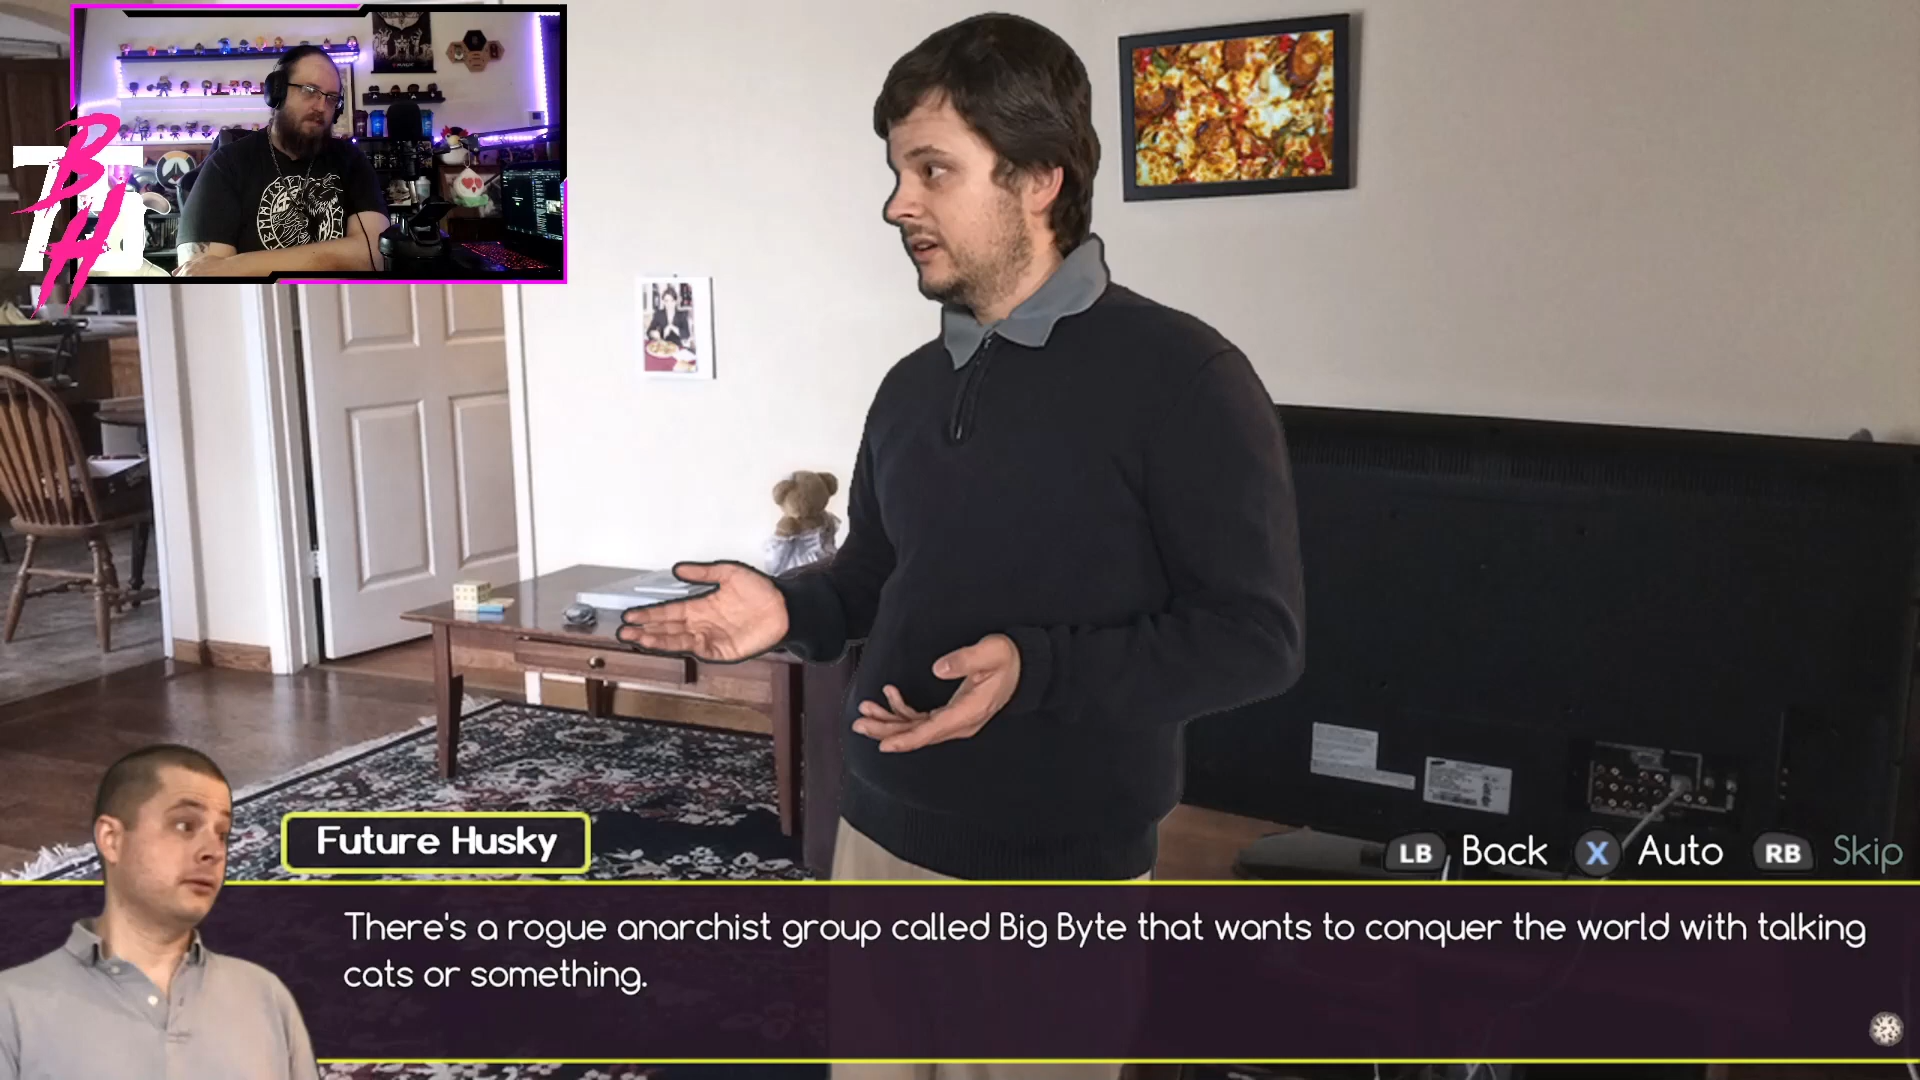 B
H
Future Husky
LB Back X Auto RB Skip
There's a rogue anarchist group called Big Byte that wants to conquer the world with talking
cats or something.